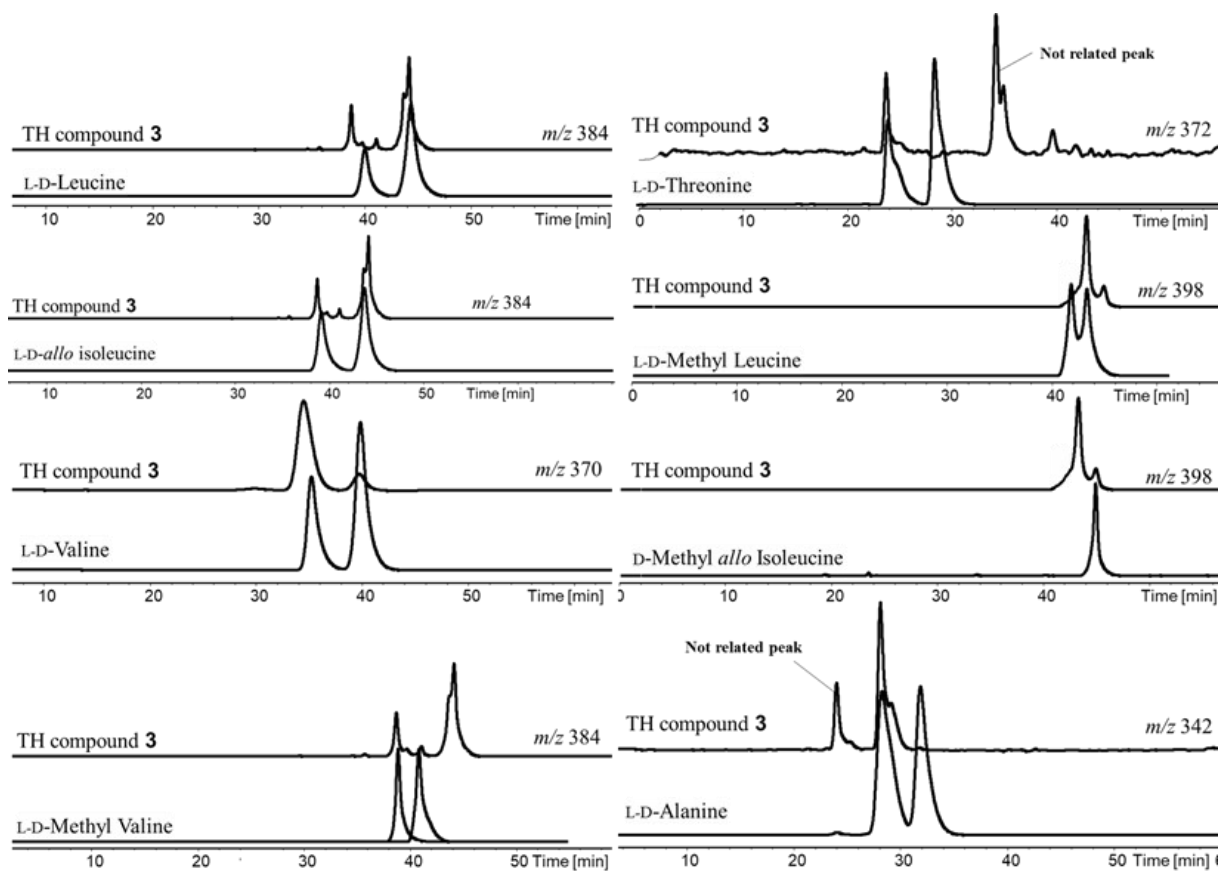 TH compound 3
m/z 384
L-D-Leucine
10 20 30 40 50 Time [min]
TH compound 3
m/z 384
L-D-allo isoleucine
10 20 30 40 50 Time [min]
TH compound 3
m/z 370
L-D-Valine
10 20 30 40 50 Time [min]
TH compound 3
m/z 384
L-D-Methyl Valine
10 20 30 40 50 Time [min]
Not related peak
TH compound 3
m/z 372
L-D-Threonine
0 10 20 30 40 Time [min]
TH compound 3
m/z 398
L-D-Methyl Leucine
0 10 20 30 40 Time [min]
TH compound 3
m/z 398
D-Methyl allo Isoleucine
0 10 20 30 40 Time [min]
Not related peak
TH compound 3
m/z 342
L-D-Alanine
10 20 30 40 50 Time [min] 6